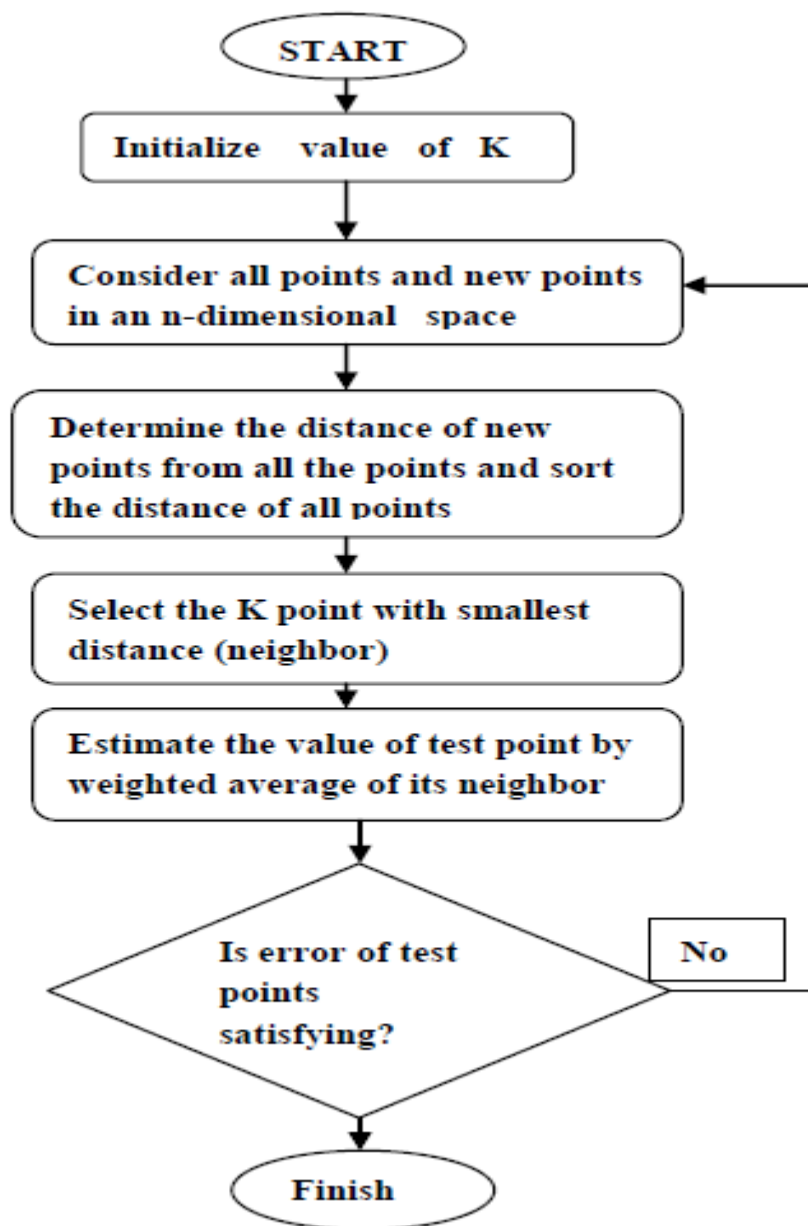 START
Initialize value of K
Consider all points and new points
in an n-dimensional space
Determine the distance of new
points from all the points and sort
the distance of all points
Select the K point with smallest
distance (neighbor)
Estimate the value of test point by
weighted average of its neighbor
Is error of test
points
satisfying?
No
Finish